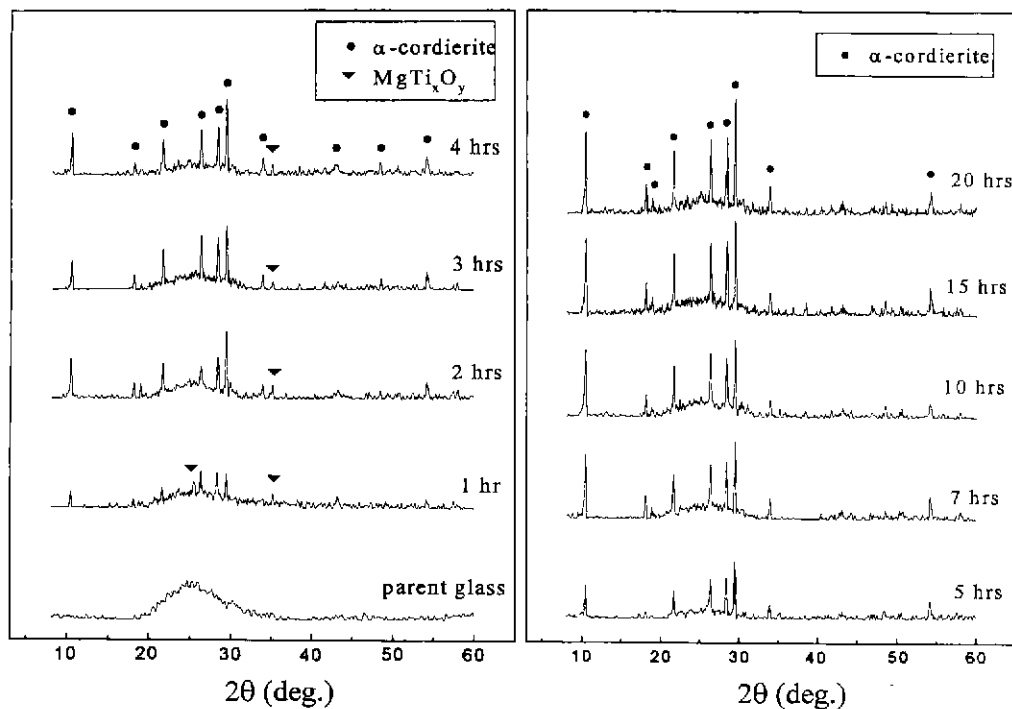 α-cordierite
MgTiₓOᵧ
4 hrs
3 hrs
2 hrs
1 hr
parent glass
10 20 30 40 50 60
2θ (deg.)
α-cordierite
20 hrs
15 hrs
10 hrs
7 hrs
5 hrs
10 20 30 40 50 60
2θ (deg.)